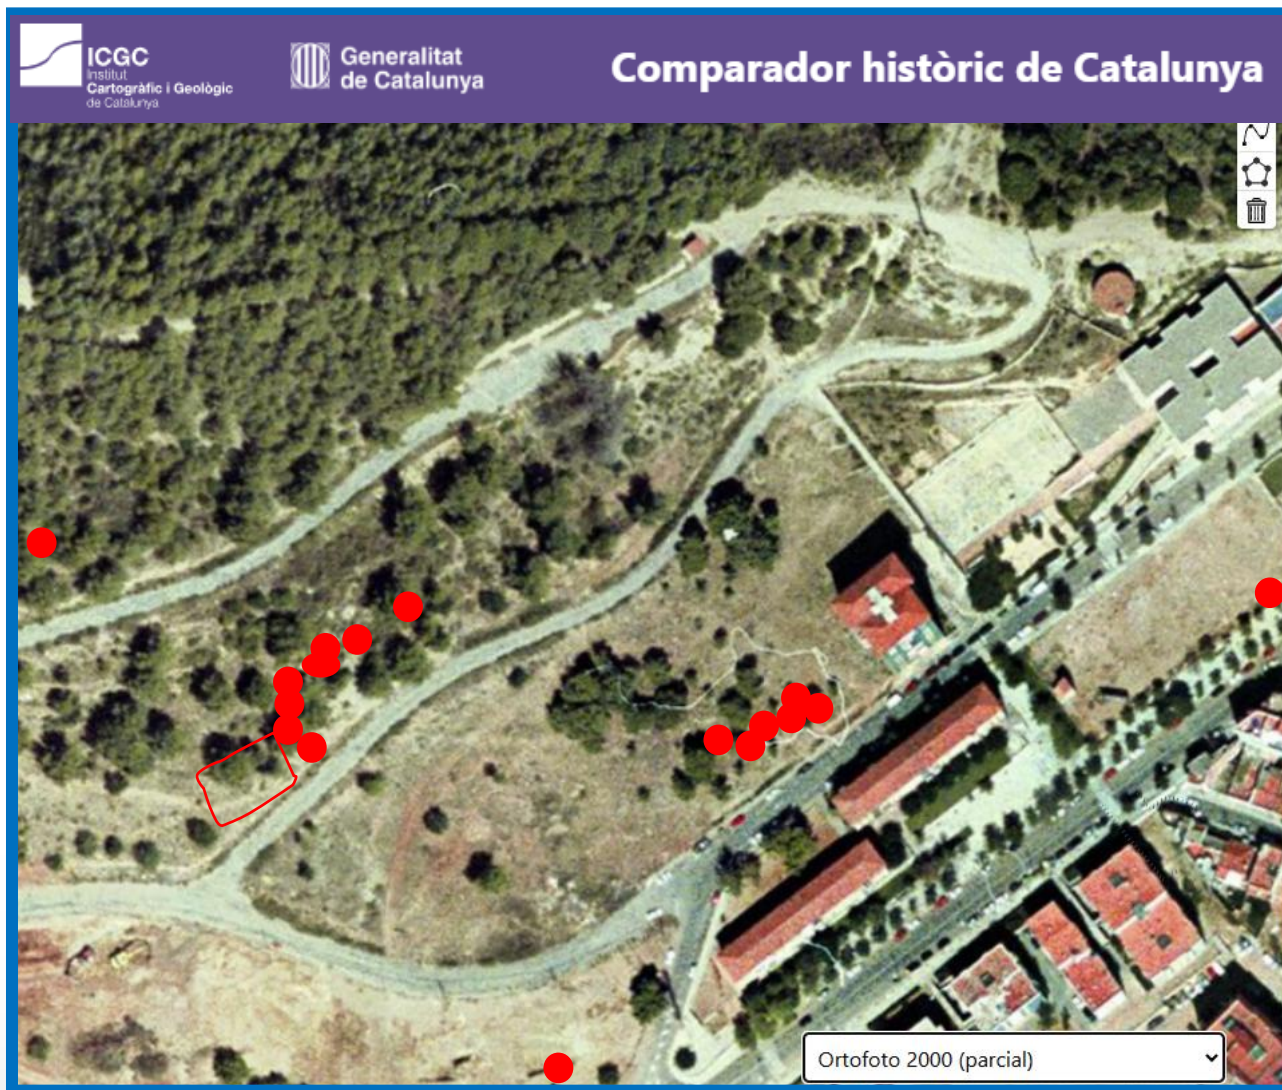 ICGC
Institut
Cartogràfic i Geològic
de Catalunya
Generalitat
de Catalunya
Comparador històric de Catalunya
Ortofoto 2000 (parcial)